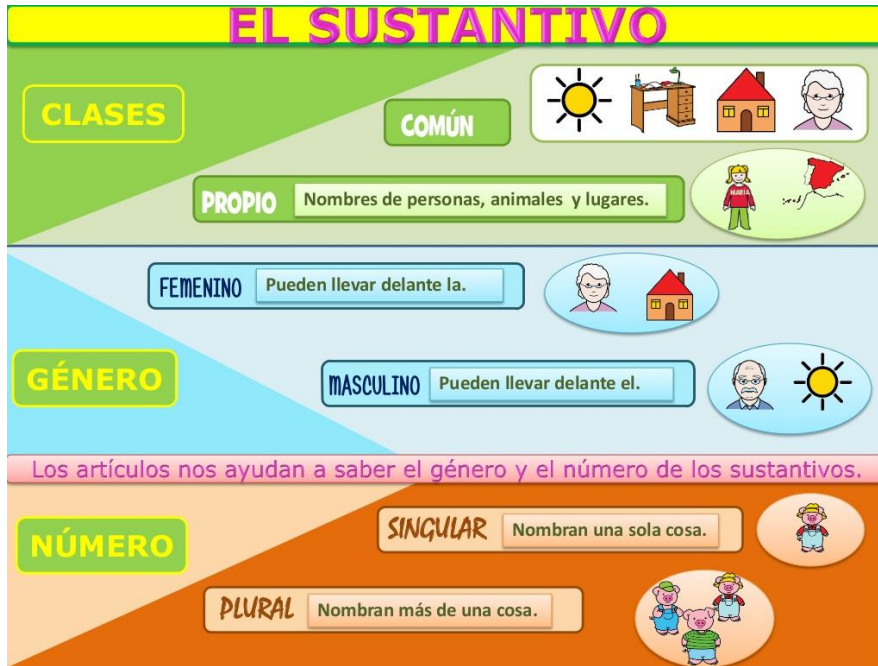 EL SUSTANTIVO
CLASES
COMÚN
PROPIO Nombres de personas, animales y lugares.
MARÍA
FEMENINO Pueden llevar delante la.
GÉNERO
MASCULINO Pueden llevar delante el.
Los artículos nos ayudan a saber el género y el número de los sustantivos.
NÚMERO
SINGULAR Nombran una sola cosa.
PLURAL Nombran más de una cosa.